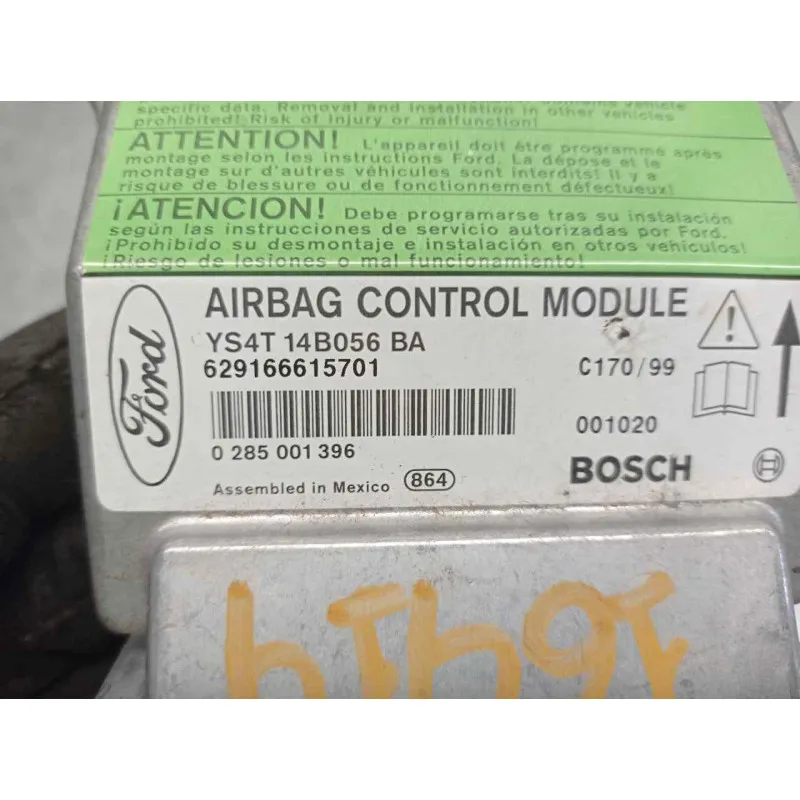 specific data. Removal and installation in other vehicles
prohibited! Risk of injury or malfunction!
ATTENTION! L'appareil doit être programmé après
montage selon les instructions Ford. La dépose et le
montage sur d'autres véhicules sont interdits! Il y a
risque de blessure ou de fonctionnement défectueux!
¡ATENCION! Debe programarse tras su instalación
según las instrucciones de servicio autorizadas por Ford.
¡Prohibido su desmontaje e instalación en otros vehículos!
¡Riesgo de lesiones o mal funcionamiento!
Ford
AIRBAG CONTROL MODULE
YS4T 14B056 BA
629166615701
C170/99
001020
0 285 001 396
BOSCH
Assembled in Mexico 864